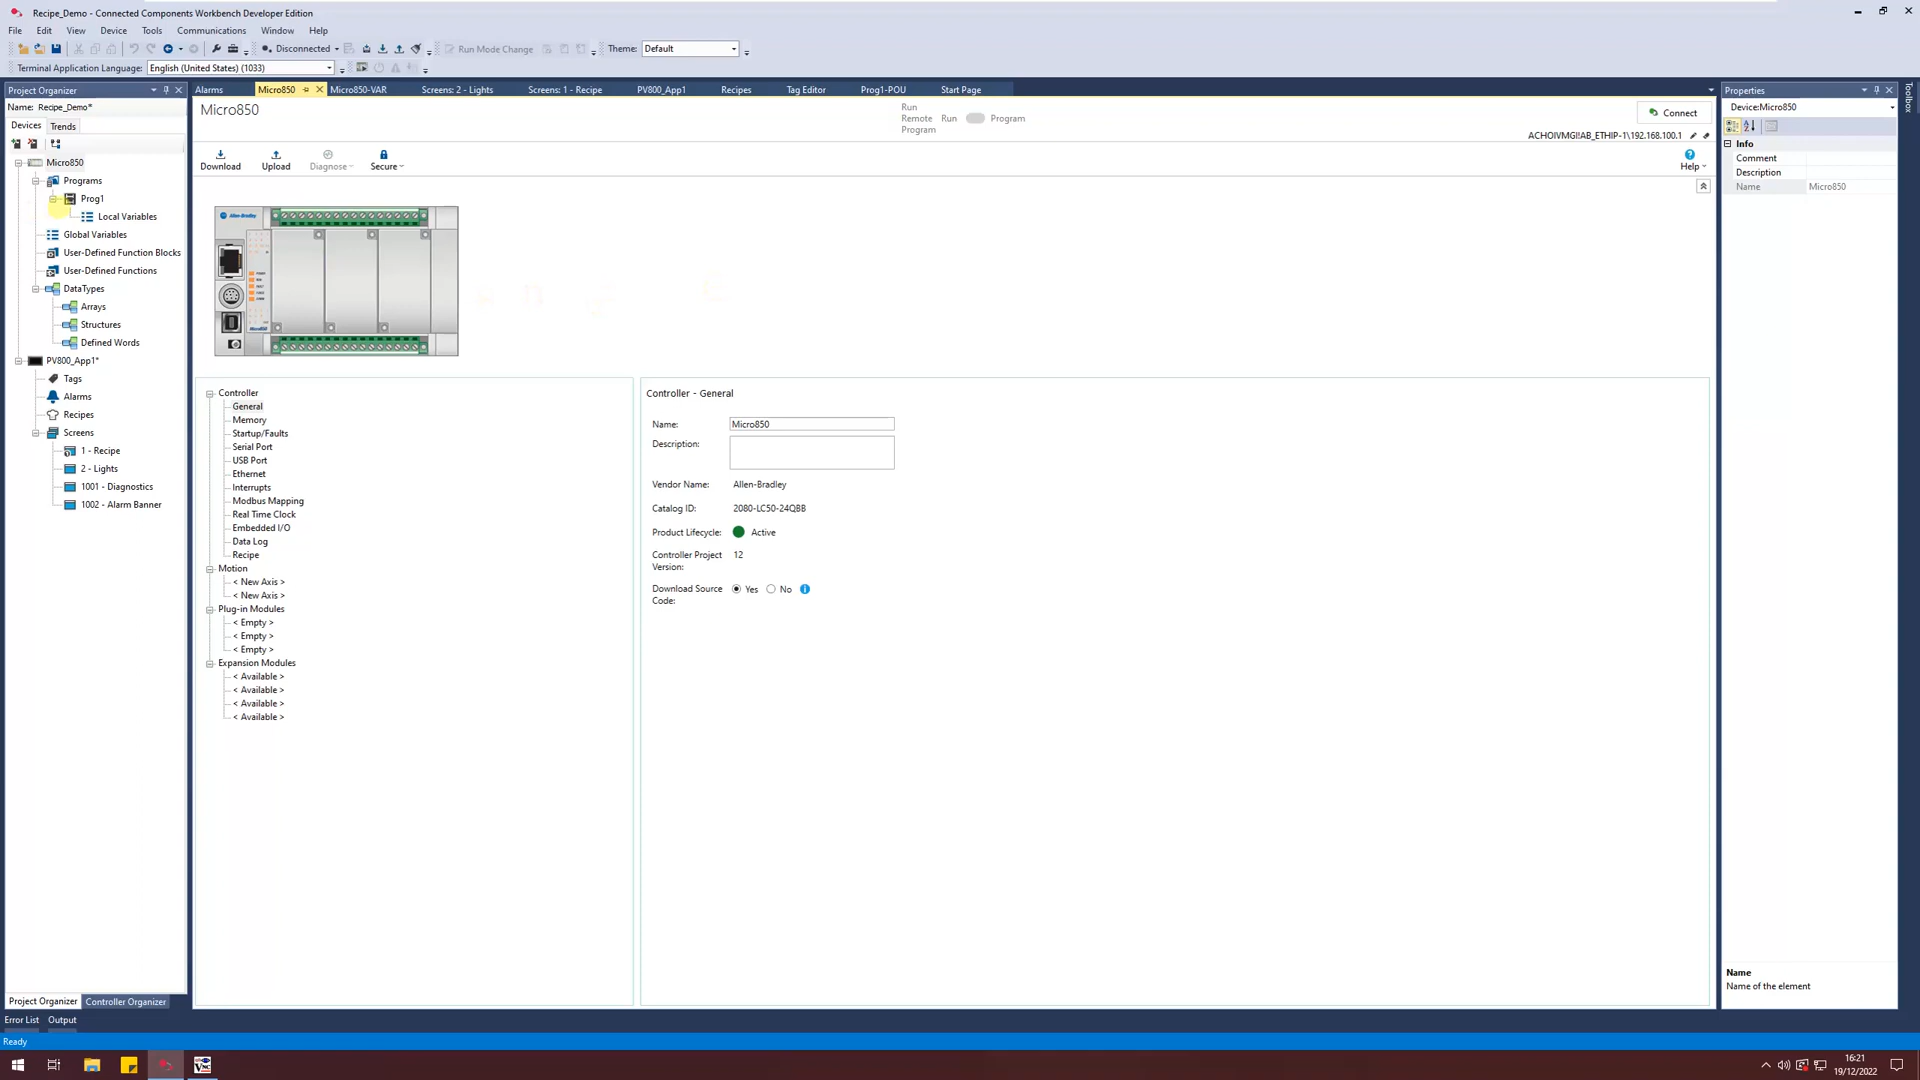 Recipe_Demo - Connected Components Workbench Developer Edition
File Edit View Device Tools Communications Window Help
Disconnected Run Mode Change Theme: Default
Terminal Application Language: English (United States) (1033)
Project Organizer
Name: Recipe_Demo*
Devices Trends
Micro850
Programs
Prog1
Local Variables
Global Variables
User-Defined Function Blocks
User-Defined Functions
DataTypes
Arrays
Structures
Defined Words
PV800_App1*
Tags
Alarms
Recipes
Screens
1 - Recipe
2 - Lights
1001 - Diagnostics
1002 - Alarm Banner
Project Organizer Controller Organizer
Alarms Micro850 Micro850-VAR Screens: 2 - Lights Screens: 1 - Recipe PV800_App1 Recipes Tag Editor Prog1-POU Start Page
Micro850
Run
Remote Run Program
Program
Connect
ACHOIVMGI!AB_ETHIP-1\192.168.100.1
Download Upload Diagnose Secure Help
Allen-Bradley
Controller
General
Memory
Startup/Faults
Serial Port
USB Port
Ethernet
Interrupts
Modbus Mapping
Real Time Clock
Embedded I/O
Data Log
Recipe
Motion
< New Axis >
< New Axis >
Plug-in Modules
< Empty >
< Empty >
< Empty >
Expansion Modules
< Available >
< Available >
< Available >
< Available >
Controller - General
Name: Micro850
Description:
Vendor Name: Allen-Bradley
Catalog ID: 2080-LC50-24QBB
Product Lifecycle: Active
Controller Project Version: 12
Download Source Code: Yes No
Properties
Device:Micro850
Info
Comment
Description
Name Micro850
Name
Name of the element
Toolbox
Error List Output
Ready
16:21
19/12/2022